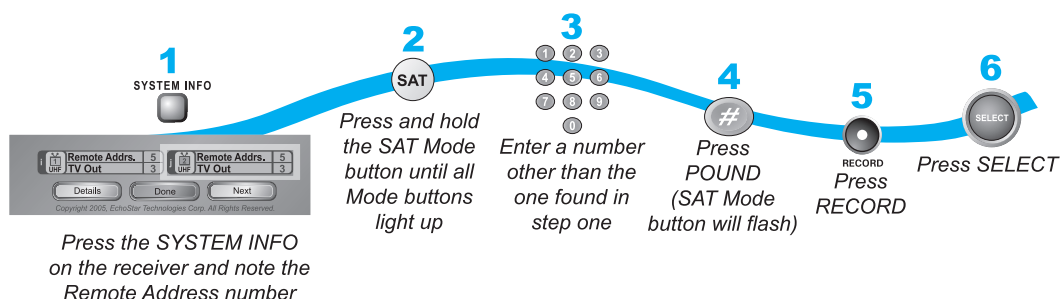 1
SYSTEM INFO
i 1 UHF Remote Addrs. 5
TV Out 3
i 2 UHF Remote Addrs. 5
TV Out 3
Details Done Next
Copyright 2005, EchoStar Technologies Corp. All Rights Reserved.
Press the SYSTEM INFO
on the receiver and note the
Remote Address number
2
SAT
Press and hold
the SAT Mode
button until all
Mode buttons
light up
3
1 2 3
4 5 6
7 8 9
0
Enter a number
other than the
one found in
step one
4
#
Press
POUND
(SAT Mode
button will flash)
5
RECORD
Press
RECORD
6
SELECT
Press SELECT